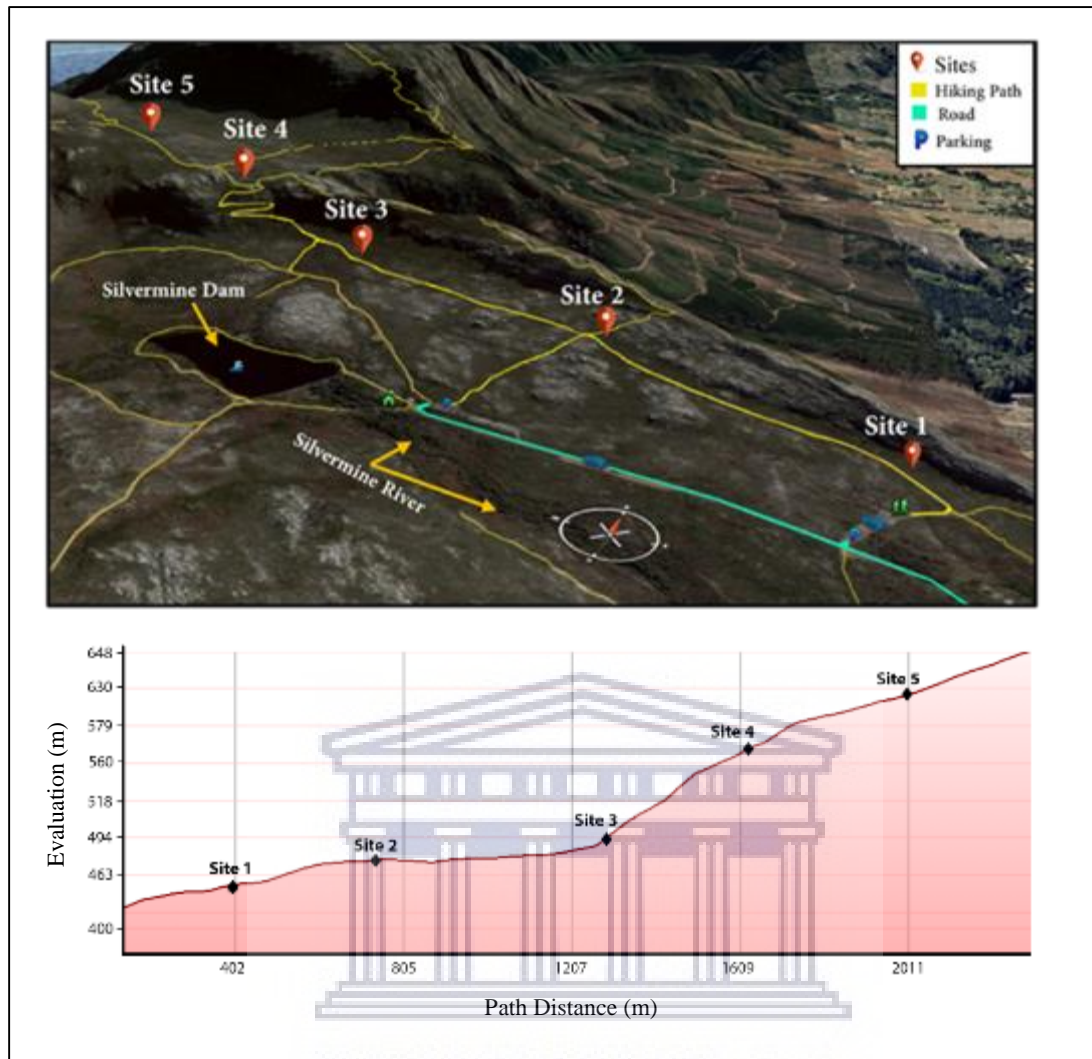 Site 5
Site 4
Site 3
Site 2
Site 1
Silvermine Dam
Silvermine River
Sites
Hiking Path
Road
P Parking
648
630
579
560
518
494
463
400
Evaluation (m)
Site 1
Site 2
Site 3
Site 4
Site 5
402
805
1207
1609
2011
Path Distance (m)